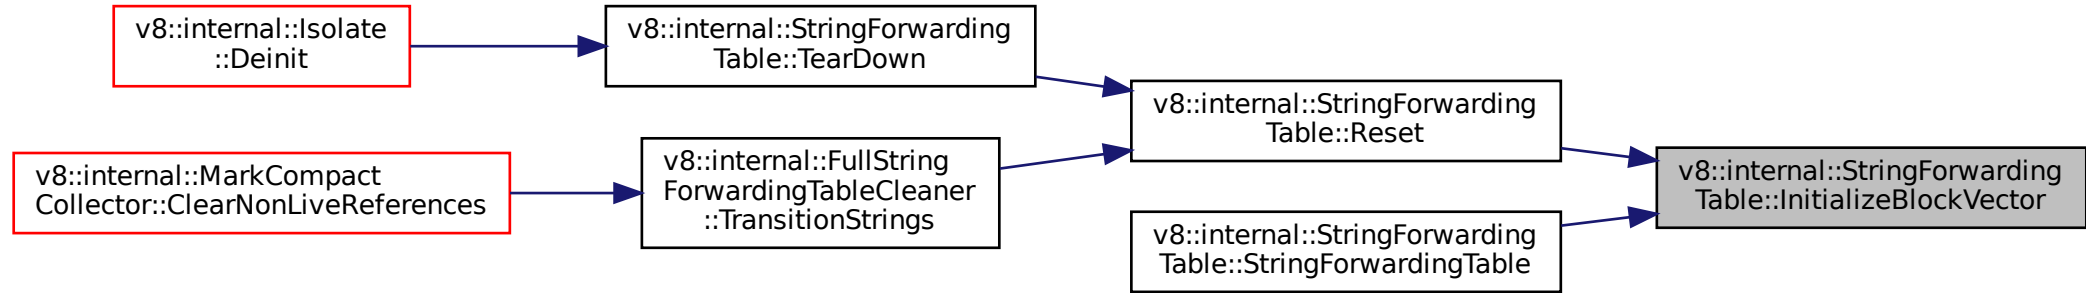 v8::internal::Isolate
::Deinit
v8::internal::StringForwarding
Table::TearDown
v8::internal::MarkCompact
Collector::ClearNonLiveReferences
v8::internal::FullString
ForwardingTableCleaner
::TransitionStrings
v8::internal::StringForwarding
Table::Reset
v8::internal::StringForwarding
Table::StringForwardingTable
v8::internal::StringForwarding
Table::InitializeBlockVector